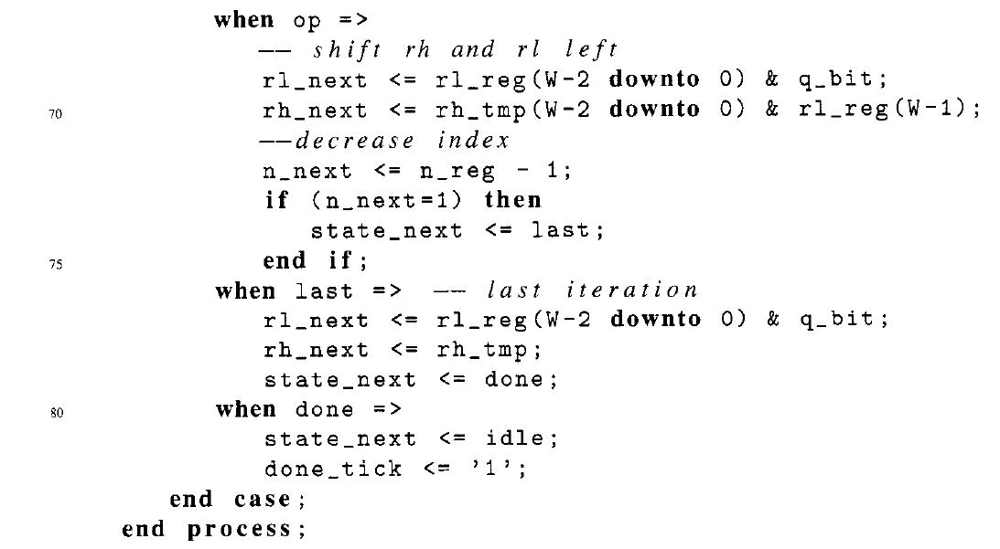 when op =>
—— shift rh and rl left
rl_next <= rl_reg(W-2 downto 0) & q_bit;
70 rh_next <= rh_tmp(W-2 downto 0) & rl_reg(W-1);
——decrease index
n_next <= n_reg - 1;
if (n_next=1) then
state_next <= last;
75 end if;
when last => —— last iteration
rl_next <= rl_reg(W-2 downto 0) & q_bit;
rh_next <= rh_tmp;
state_next <= done;
80 when done =>
state_next <= idle;
done_tick <= '1';
end case;
end process;